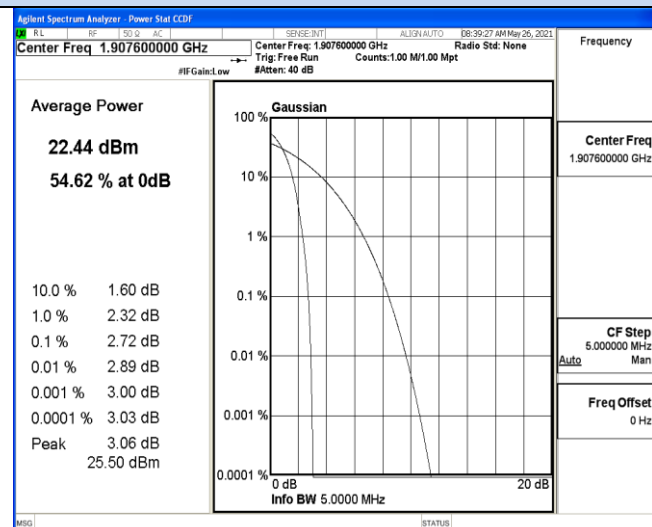 Agilent Spectrum Analyzer - Power Stat CCDF
RL RF 50 Ω AC SENSE:INT ALIGN AUTO 08:39:27 AM May 26, 2021
Center Freq 1.907600000 GHz
Center Freq: 1.907600000 GHz Radio Std: None
Trig: Free Run Counts:1.00 M/1.00 Mpt
#IFGain:Low #Atten: 40 dB
Frequency
Average Power
22.44 dBm
54.62 % at 0dB
10.0 % 1.60 dB
1.0 % 2.32 dB
0.1 % 2.72 dB
0.01 % 2.89 dB
0.001 % 3.00 dB
0.0001 % 3.03 dB
Peak 3.06 dB
25.50 dBm
Gaussian
100 %
10 %
1 %
0.1 %
0.01 %
0.001 %
0.0001 %
0 dB 20 dB
Info BW 5.0000 MHz
Center Freq
1.907600000 GHz
CF Step
5.000000 MHz
Auto Man
Freq Offset
0 Hz
MSG STATUS